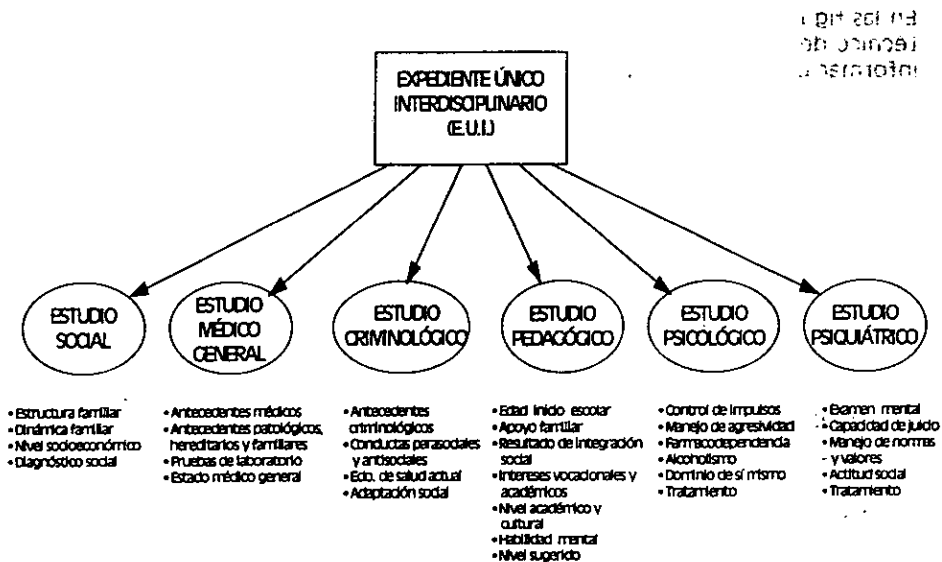 EXPEDIENTE ÚNICO
INTERDISCIPLINARIO
(E.U.I.)
ESTUDIO
SOCIAL
ESTUDIO
MÉDICO
GENERAL
ESTUDIO
CRIMINOLÓGICO
ESTUDIO
PEDAGÓGICO
ESTUDIO
PSICOLÓGICO
ESTUDIO
PSIQUIÁTRICO
• Estructura familiar
• Dinámica familiar
• Nivel socioeconómico
• Diagnóstico social
• Antecedentes médicos
• Antecedentes patológicos,
hereditarios y familiares
• Pruebas de laboratorio
• Estado médico general
• Antecedentes
criminológicos
• Conductas parasociales
y antisociales
• Edo. de salud actual
• Adaptación social
• Edad inicio escolar
• Apoyo familiar
• Resultado de integración
social
• Intereses vocacionales y
académicos
• Nivel académico y
cultural
• Habilidad mental
• Nivel sugerido
• Control de impulsos
• Manejo de agresividad
• Farmacodependencia
• Alcoholismo
• Dominio de sí mismo
• Tratamiento
• Examen mental
• Capacidad de juicio
• Manejo de normas
- y valores
• Actitud social
• Tratamiento